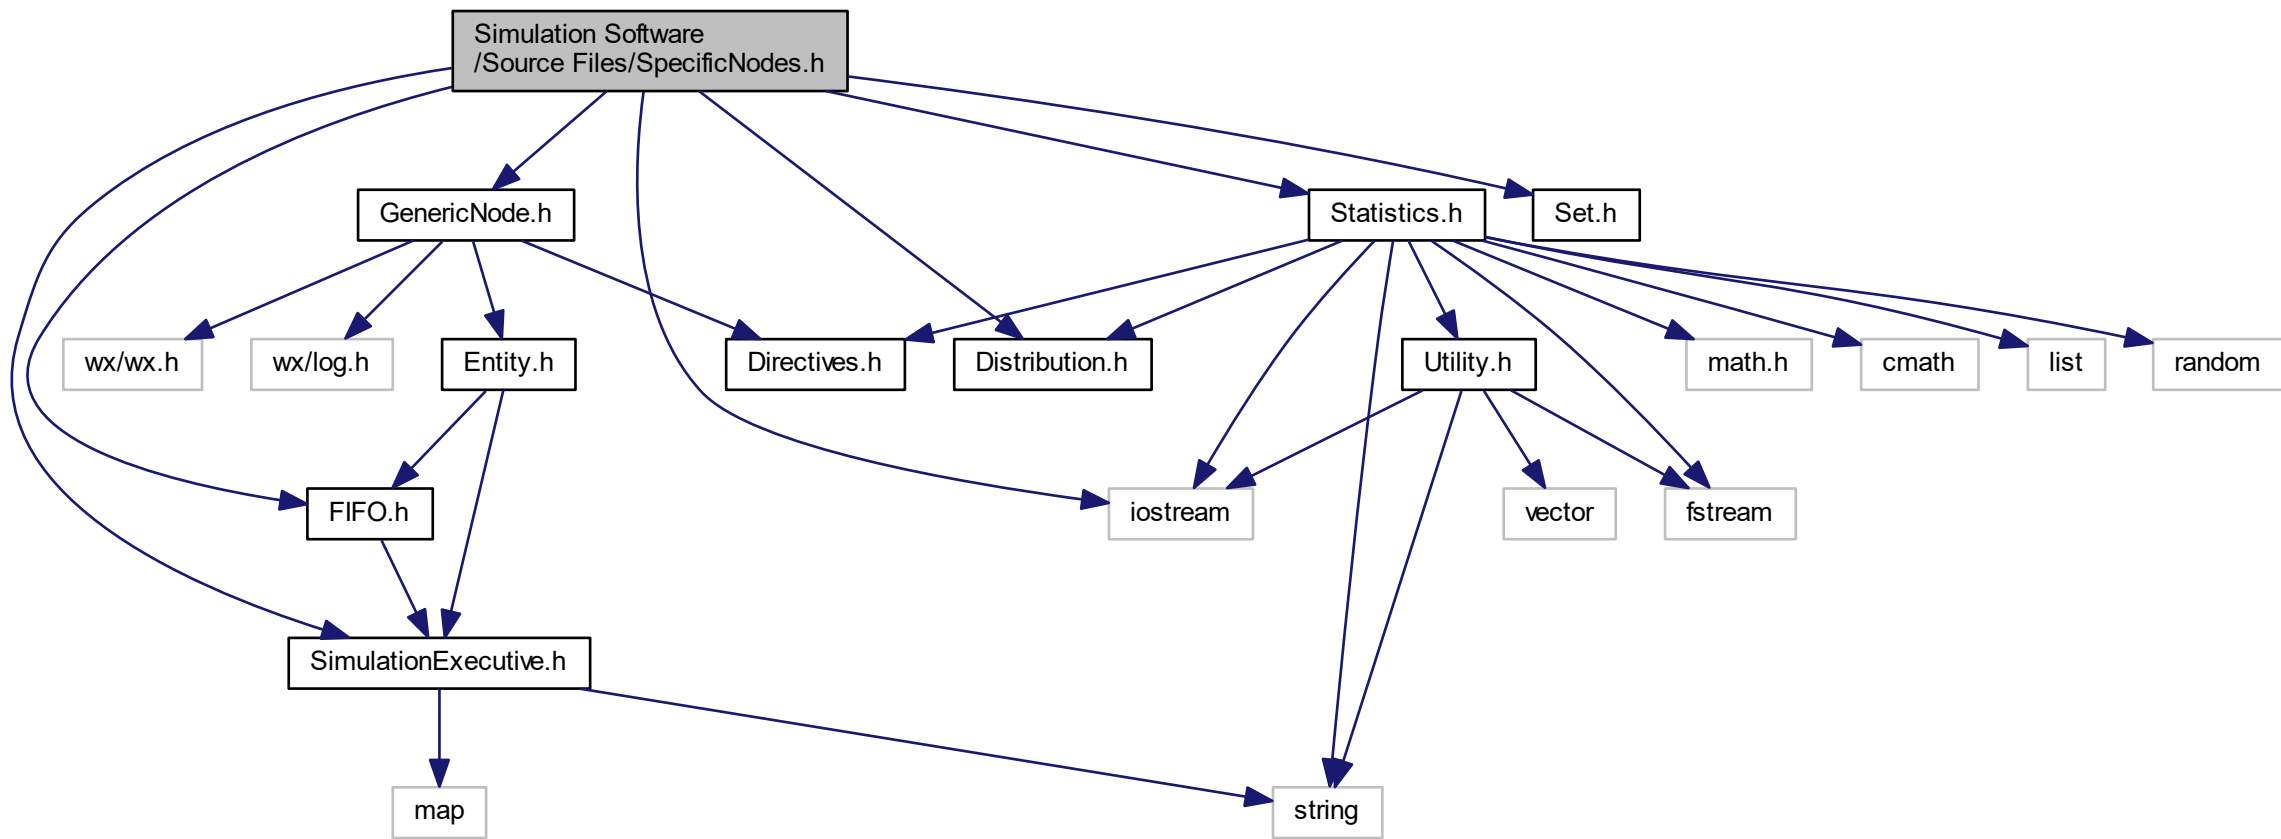 Simulation Software
/Source Files/SpecificNodes.h
GenericNode.h
Statistics.h
Set.h
wx/wx.h
wx/log.h
Entity.h
Directives.h
Distribution.h
Utility.h
math.h
cmath
list
random
FIFO.h
iostream
vector
fstream
SimulationExecutive.h
map
string